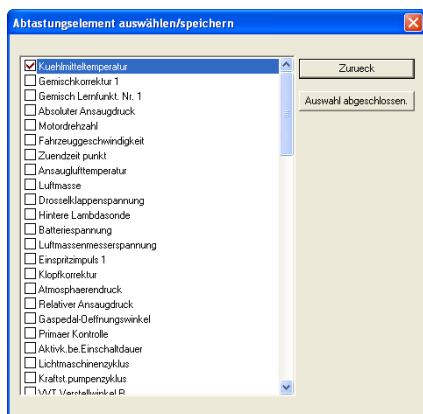 Abtastungselement auswählen/speichern
Kuehlmitteltemperatur
Gemischkorrektur 1
Gemisch Lernfunkt. Nr. 1
Absoluter Ansaugdruck
Motordrehzahl
Fahrzeuggeschwindigkeit
Zuendzeit punkt
Ansauglufttemperatur
Luftmasse
Drosselklappenspannung
Hintere Lambdasonde
Batteriespannung
Luftmassenmesserspannung
Einspritzimpuls 1
Klopfkorrektur
Atmosphaerendruck
Relativer Ansaugdruck
Gaspedal-Oeffnungswinkel
Primaer Kontrolle
Aktivk.be.Einschaltdauer
Lichtmaschinenzyklus
Kraftst.pumpenzyklus
VVT Verstellwinkel R
Zurueck
Auswahl abgeschlossen.